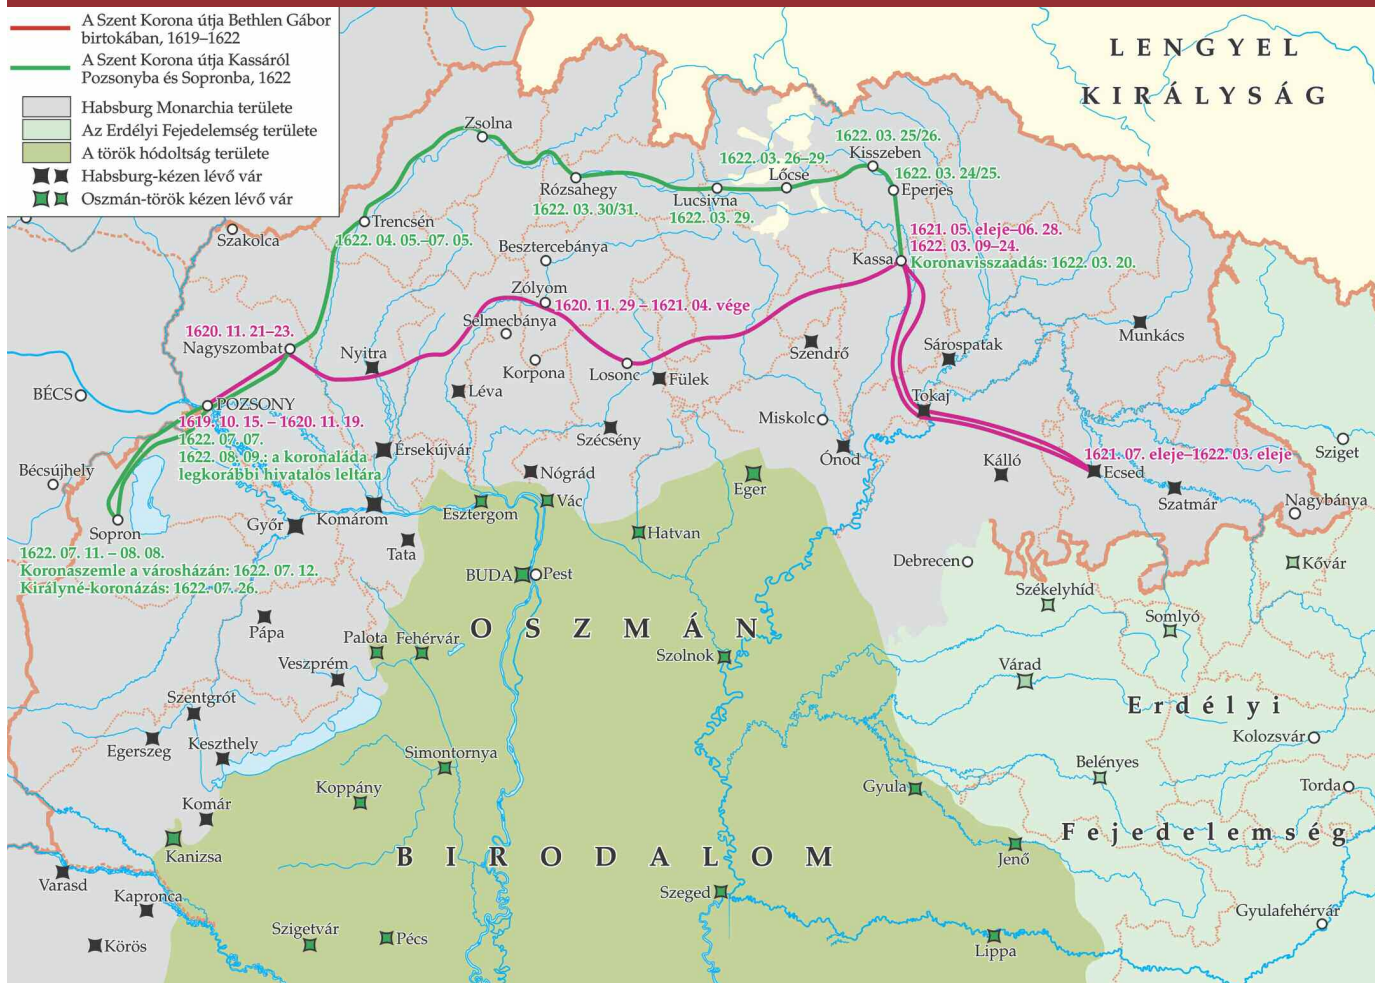 A Szent Korona útja Bethlen Gábor
birtokában, 1619–1622
A Szent Korona útja Kassáról
Pozsonyba és Sopronba, 1622
Habsburg Monarchia területe
Az Erdélyi Fejedelemség területe
A török hódoltság területe
Habsburg-kézen lévő vár
Oszmán-török kézen lévő vár
LENGYEL
KIRÁLYSÁG
Zsolna
1622. 03. 25/26.
Kisszeben
1622. 03. 26–29.
Lőcse
1622. 03. 24/25.
Eperjes
Rózsahegy
1622. 03. 30/31.
Lucsivna
1622. 03. 29.
Trencsén
1622. 04. 05.–07. 05.
Szakolca
Besztercebánya
1621. 05. eleje–06. 28.
1622. 03. 09–24.
Kassa
Koronavisszaadás: 1622. 03. 20.
Zólyom
1620. 11. 29 – 1621. 04. vége
Selmecbánya
1620. 11. 21–23.
Nagyszombat
Nyitra
Korpona
Losonc
Fülek
Szendrő
Sárospatak
Munkács
BÉCS
Léva
Tokaj
POZSONY
1619. 10. 15. – 1620. 11. 19.
1622. 07. 07.
1622. 08. 09.: a koronaláda
legkorábbi hivatalos leltára
Miskolc
Szécsény
Érsekújvár
Ónod
Kálló
1621. 07. eleje–1622. 03. eleje
Ecsed
Sziget
Bécsújhely
Nógrád
Eger
Szatmár
Nagybánya
Sopron
1622. 07. 11. – 08. 08.
Koronaszemle a városházán: 1622. 07. 12.
Királyné-koronázás: 1622. 07. 26.
Győr
Komárom
Esztergom
Vác
Hatvan
Tata
BUDA
Pest
Debrecen
Kővár
Székelyhíd
Somlyó
Pápa
Palota
Fehérvár
Veszprém
OSZMÁN
Szolnok
Várad
Szentgrót
Erdélyi
Egerszeg
Keszthely
Kolozsvár
Simontornya
Belényes
Koppány
Gyula
Torda
Komár
Fejedelemség
Kanizsa
BIRODALOM
Jenő
Varasd
Kapronca
Szeged
Gyulafehérvár
Szigetvár
Pécs
Körös
Lippa